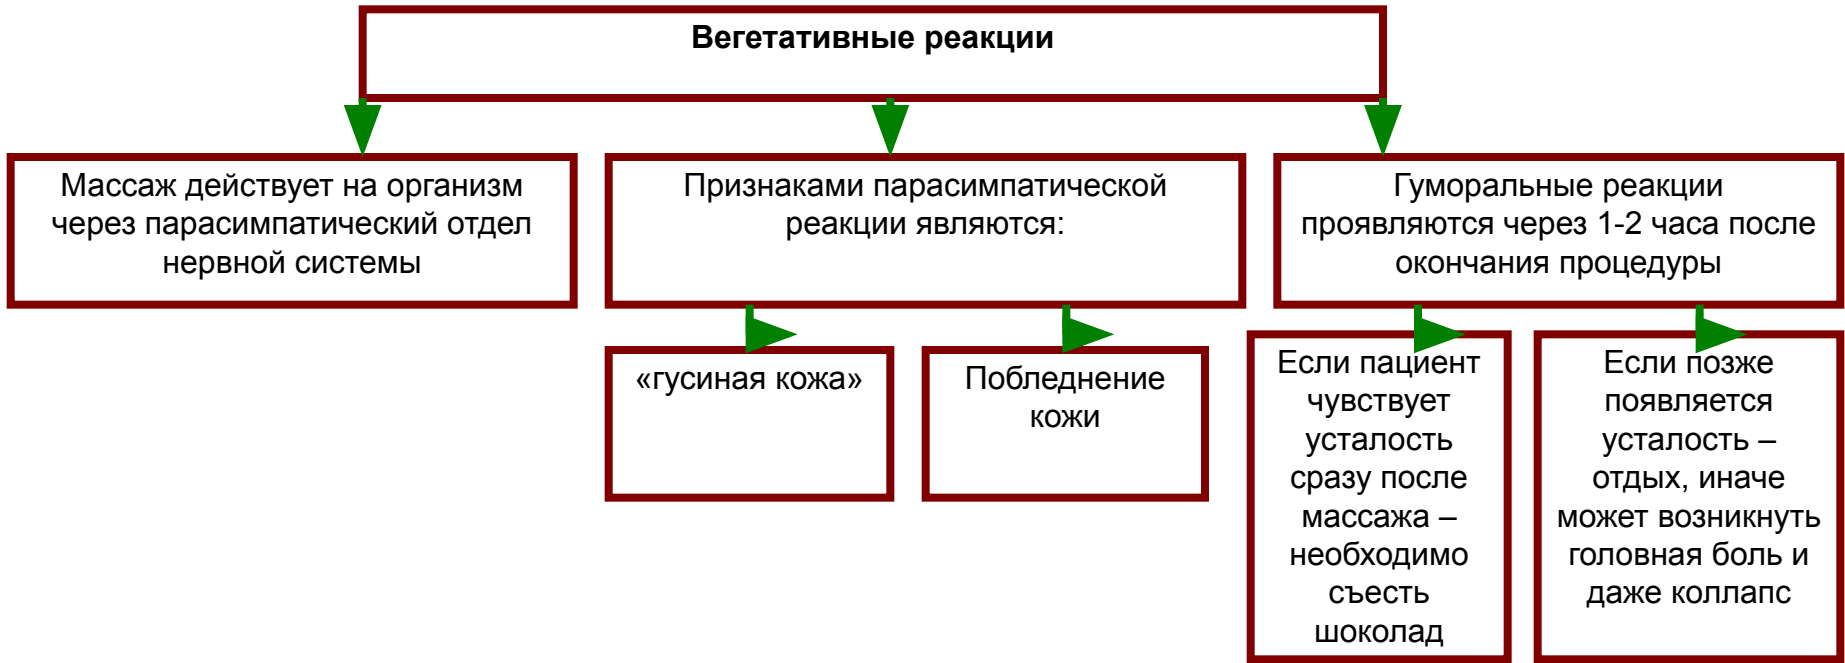 Вегетативные реакции
Массаж действует на организм
через парасимпатический отдел
нервной системы
Признаками парасимпатической
реакции являются:
Гуморальные реакции
проявляются через 1-2 часа после
окончания процедуры
«гусиная кожа»
Побледнение
кожи
Если пациент
чувствует
усталость
сразу после
массажа –
необходимо
съесть
шоколад
Если позже
появляется
усталость –
отдых, иначе
может возникнуть
головная боль и
даже коллапс